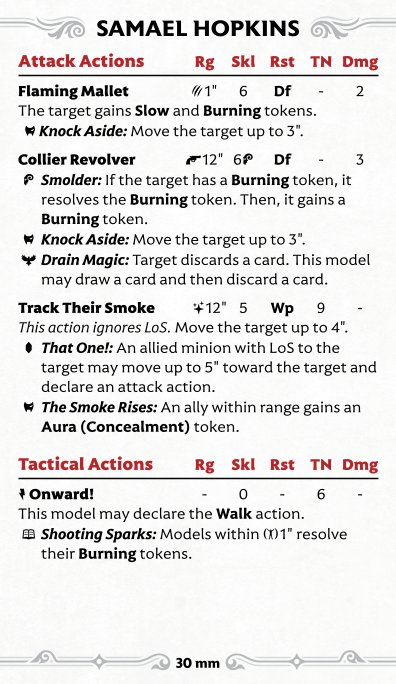 SAMAEL HOPKINS
Attack Actions Rg Skl Rst TN Dmg
Flaming Mallet 1" 6 Df - 2
The target gains Slow and Burning tokens.
Knock Aside: Move the target up to 3".
Collier Revolver 12" 6 Df - 3
Smolder: If the target has a Burning token, it
resolves the Burning token. Then, it gains a
Burning token.
Knock Aside: Move the target up to 3".
Drain Magic: Target discards a card. This model
may draw a card and then discard a card.
Track Their Smoke 12" 5 Wp 9 -
This action ignores LoS. Move the target up to 4".
That One!: An allied minion with LoS to the
target may move up to 5" toward the target and
declare an attack action.
The Smoke Rises: An ally within range gains an
Aura (Concealment) token.
Tactical Actions Rg Skl Rst TN Dmg
Onward! - 0 - 6 -
This model may declare the Walk action.
Shooting Sparks: Models within 1" resolve
their Burning tokens.
30 mm